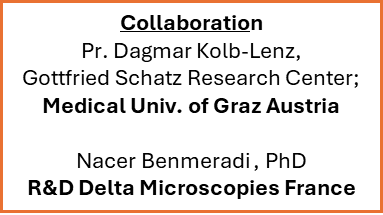 Collaboration
Pr. Dagmar Kolb-Lenz,
Gottfried Schatz Research Center;
Medical Univ. of Graz Austria
Nacer Benmeradi , PhD
R&D Delta Microscopies France